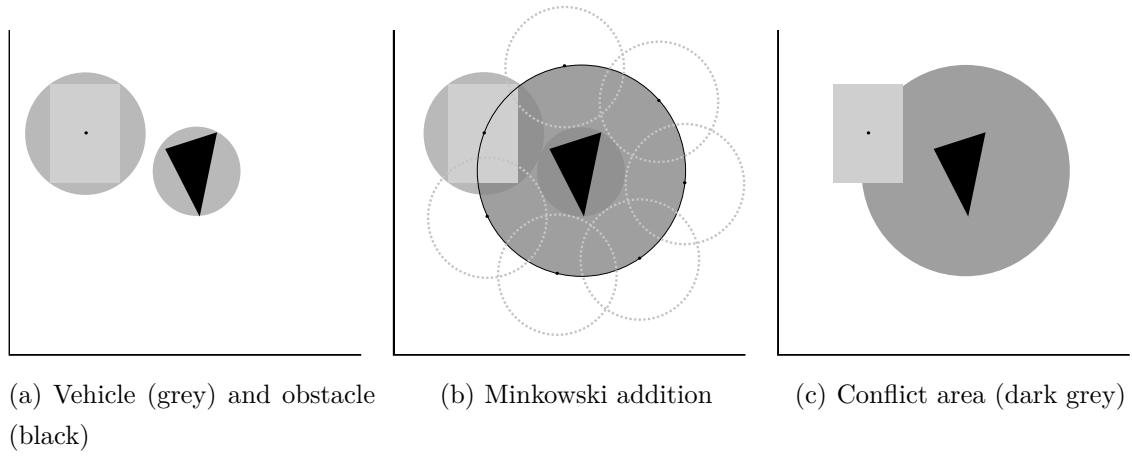 (a) Vehicle (grey) and obstacle
(black)
(b) Minkowski addition
(c) Conflict area (dark grey)